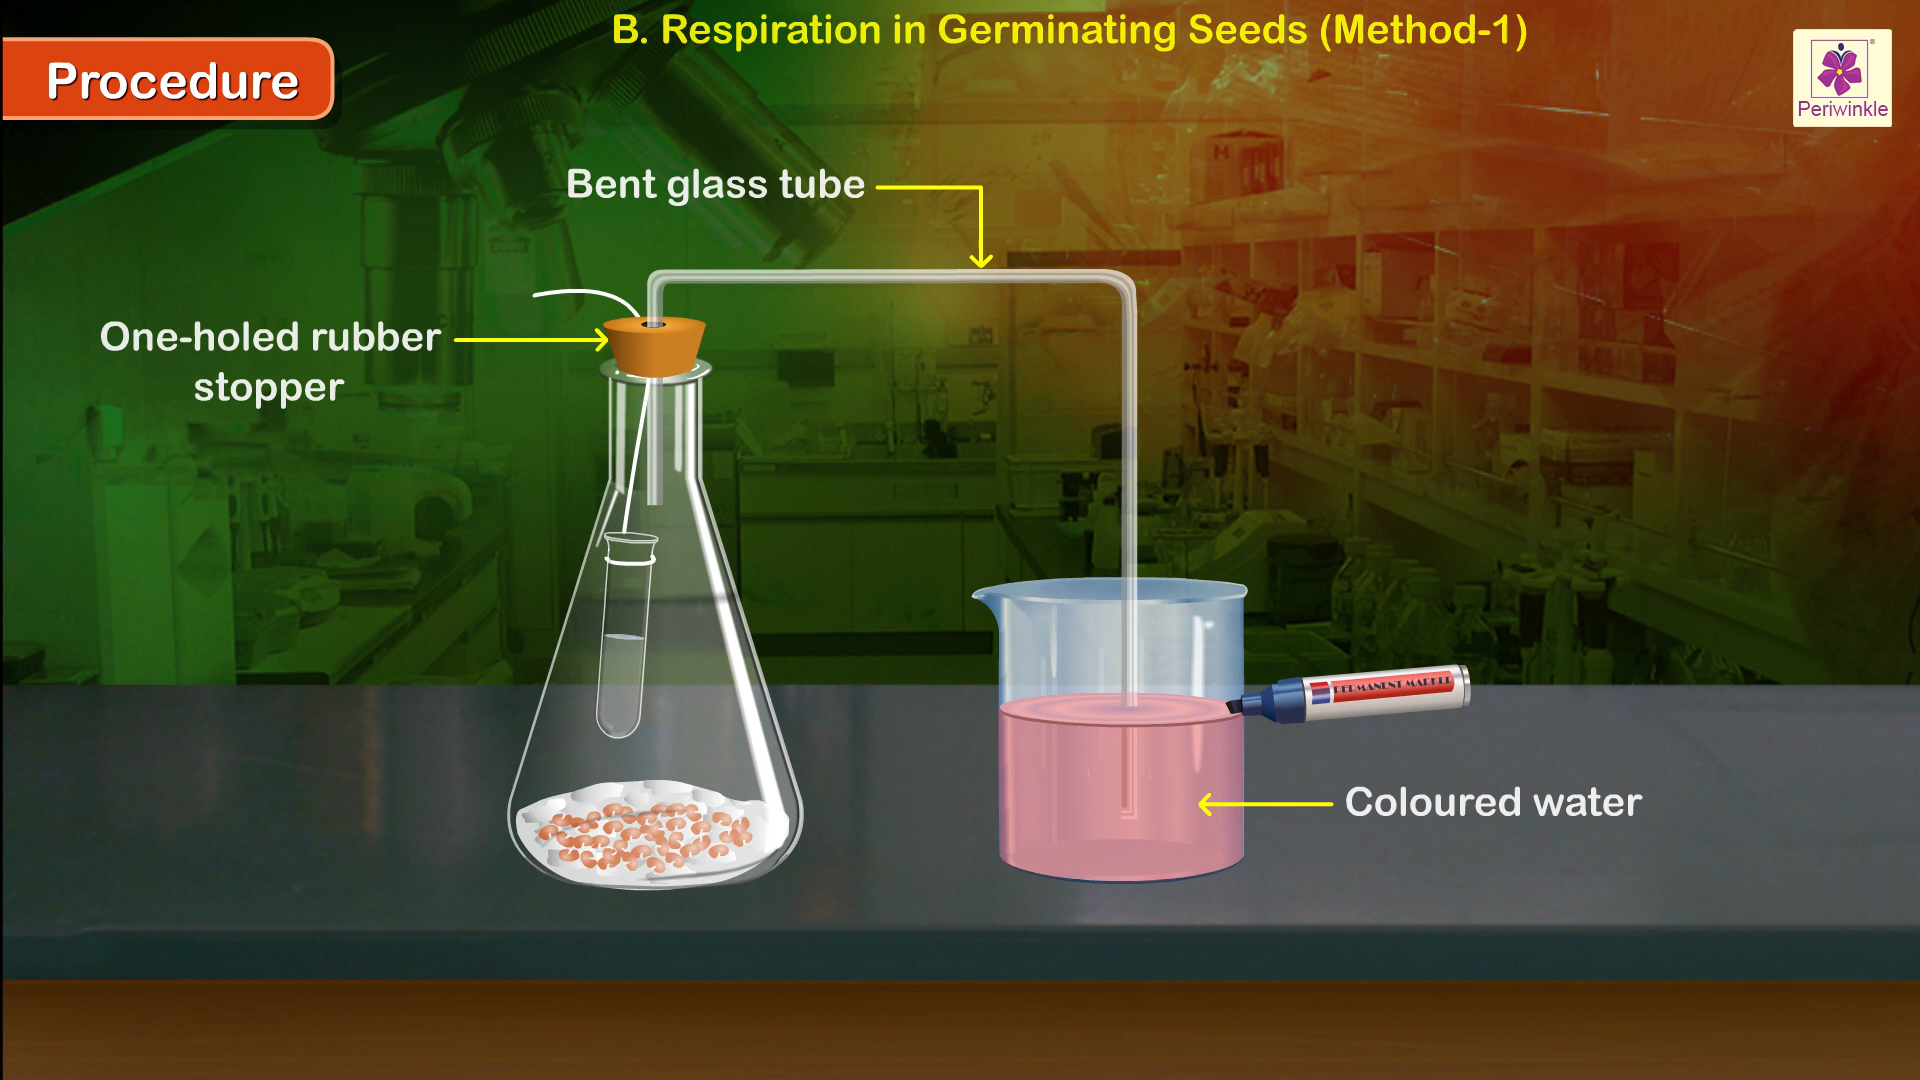 B. Respiration in Germinating Seeds (Method-1)
Procedure
Periwinkle
Bent glass tube
One-holed rubber
stopper
PERMANENT MARKER
Coloured water